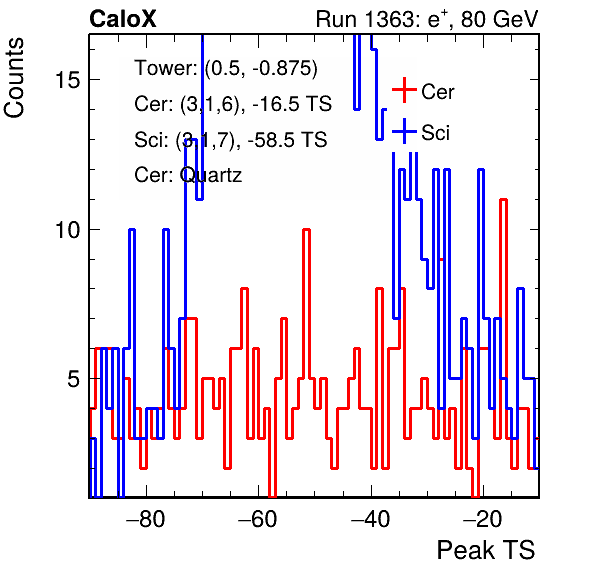 CaloX Run 1363: e⁺, 80 GeV
Counts
15
10
5
Tower: (0.5, -0.875)
Cer: (3,1,6), -16.5 TS
Sci: (3,1,7), -58.5 TS
Cer: Quartz
Cer
Sci
−80 −60 −40 −20
Peak TS